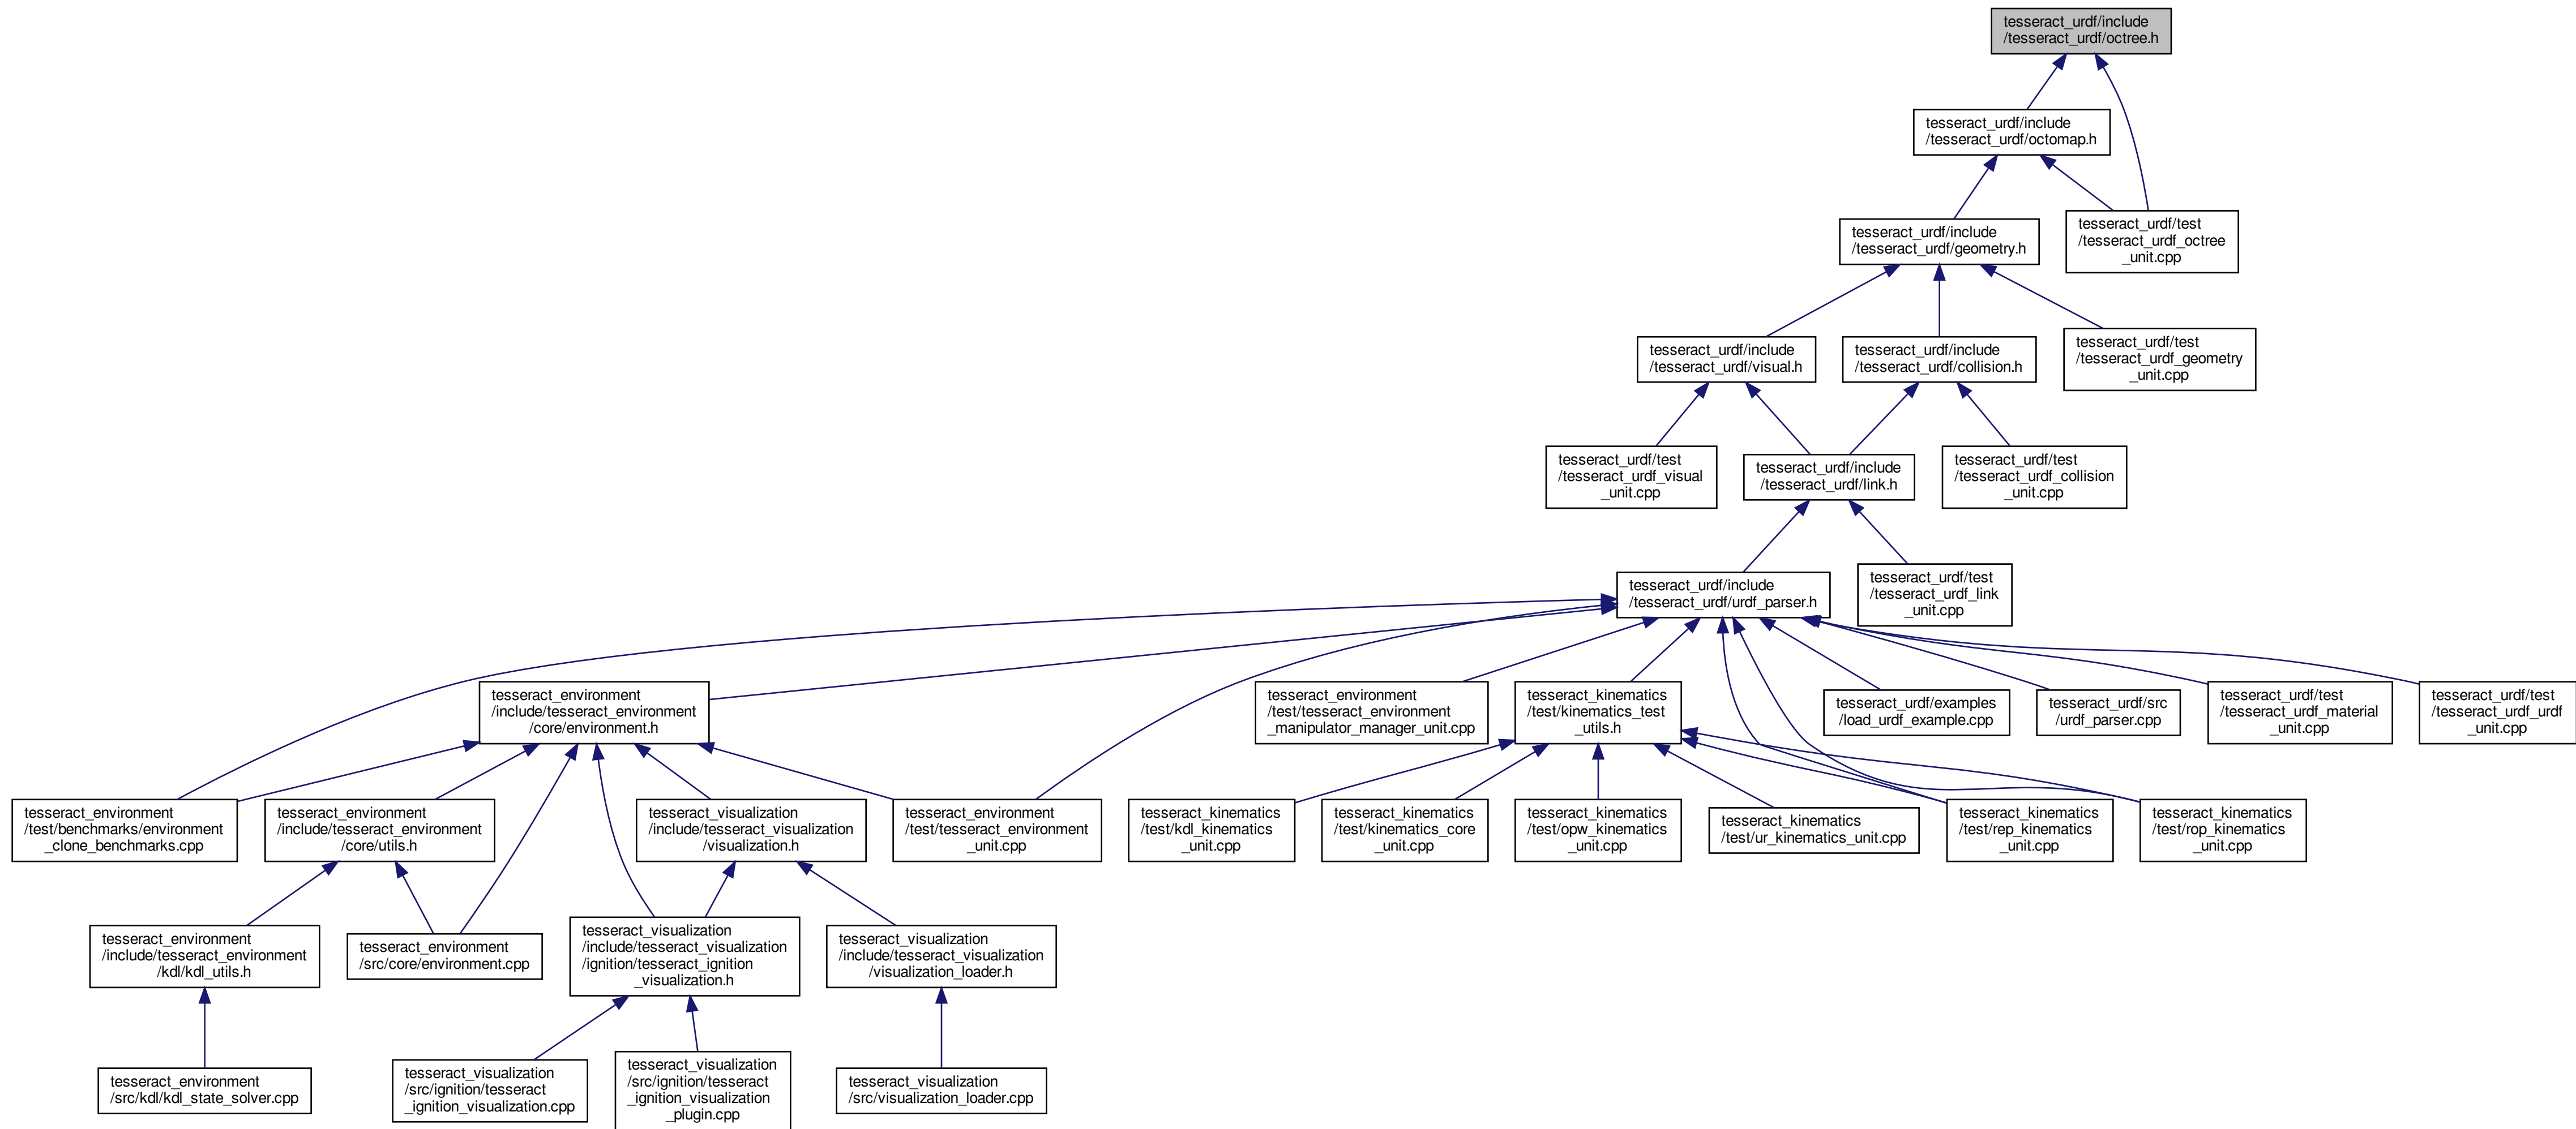 tesseract_urdf/include
/tesseract_urdf/octree.h
tesseract_urdf/include
/tesseract_urdf/octomap.h
tesseract_urdf/include
/tesseract_urdf/geometry.h
tesseract_urdf/test
/tesseract_urdf_octree
_unit.cpp
tesseract_urdf/include
/tesseract_urdf/visual.h
tesseract_urdf/include
/tesseract_urdf/collision.h
tesseract_urdf/test
/tesseract_urdf_geometry
_unit.cpp
tesseract_urdf/test
/tesseract_urdf_visual
_unit.cpp
tesseract_urdf/include
/tesseract_urdf/link.h
tesseract_urdf/test
/tesseract_urdf_collision
_unit.cpp
tesseract_urdf/include
/tesseract_urdf/urdf_parser.h
tesseract_urdf/test
/tesseract_urdf_link
_unit.cpp
tesseract_environment
/include/tesseract_environment
/core/environment.h
tesseract_environment
/test/tesseract_environment
_manipulator_manager_unit.cpp
tesseract_kinematics
/test/kinematics_test
_utils.h
tesseract_urdf/examples
/load_urdf_example.cpp
tesseract_urdf/src
/urdf_parser.cpp
tesseract_urdf/test
/tesseract_urdf_material
_unit.cpp
tesseract_urdf/test
/tesseract_urdf_urdf
_unit.cpp
tesseract_environment
/test/benchmarks/environment
_clone_benchmarks.cpp
tesseract_environment
/include/tesseract_environment
/core/utils.h
tesseract_visualization
/include/tesseract_visualization
/visualization.h
tesseract_environment
/test/tesseract_environment
_unit.cpp
tesseract_kinematics
/test/kdl_kinematics
_unit.cpp
tesseract_kinematics
/test/kinematics_core
_unit.cpp
tesseract_kinematics
/test/opw_kinematics
_unit.cpp
tesseract_kinematics
/test/ur_kinematics_unit.cpp
tesseract_kinematics
/test/rep_kinematics
_unit.cpp
tesseract_kinematics
/test/rop_kinematics
_unit.cpp
tesseract_environment
/include/tesseract_environment
/kdl/kdl_utils.h
tesseract_environment
/src/core/environment.cpp
tesseract_visualization
/include/tesseract_visualization
/ignition/tesseract_ignition
_visualization.h
tesseract_visualization
/include/tesseract_visualization
/visualization_loader.h
tesseract_environment
/src/kdl/kdl_state_solver.cpp
tesseract_visualization
/src/ignition/tesseract
_ignition_visualization.cpp
tesseract_visualization
/src/ignition/tesseract
_ignition_visualization
_plugin.cpp
tesseract_visualization
/src/visualization_loader.cpp